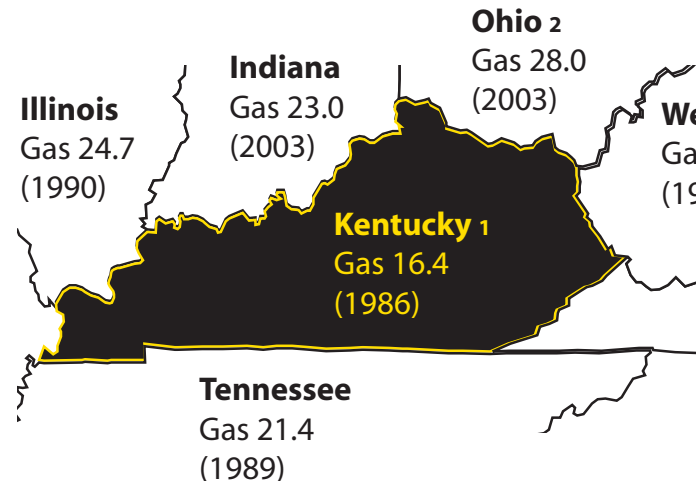 Ohio 2
Gas 28.0
(2003)
Indiana
Gas 23.0
(2003)
Illinois
Gas 24.7
(1990)
Kentucky 1
Gas 16.4
(1986)
Tennessee
Gas 21.4
(1989)